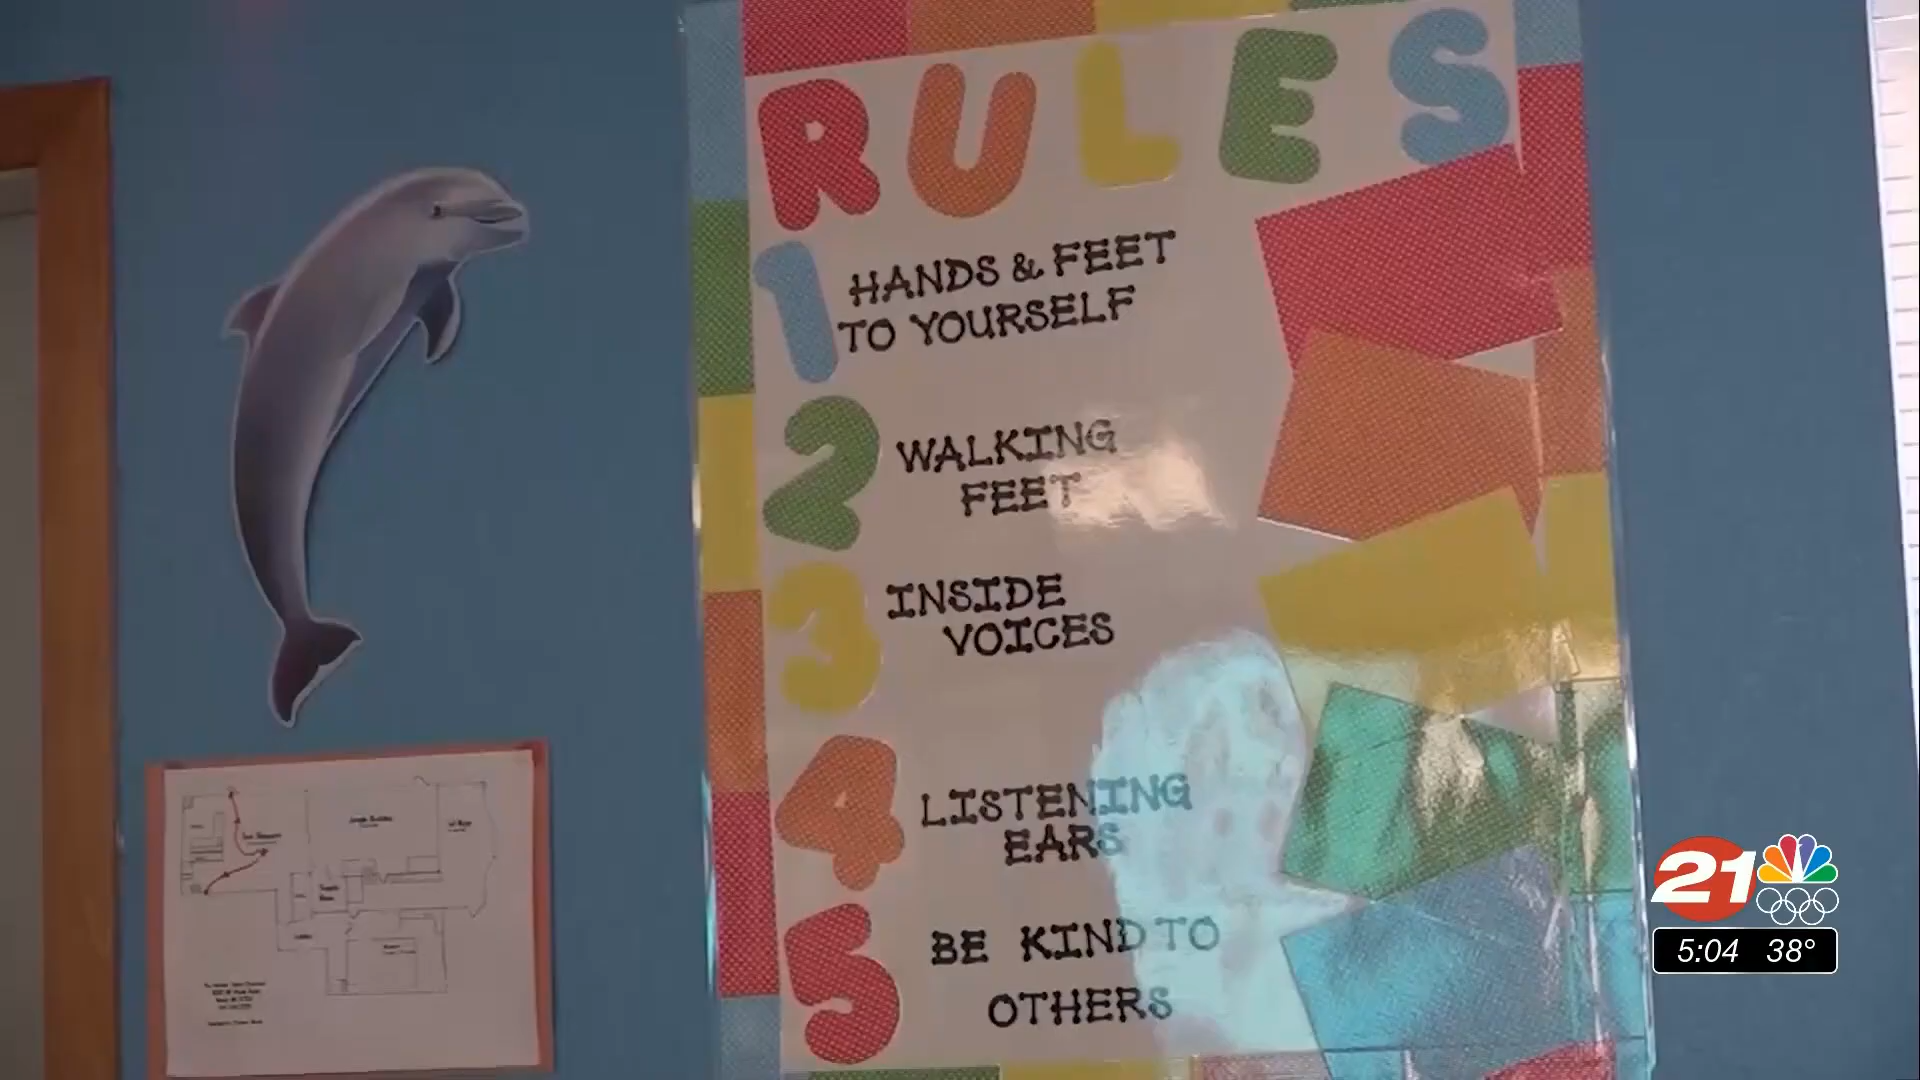 RULES
1 HANDS & FEET
TO YOURSELF
2 WALKING
FEET
3 INSIDE
VOICES
4 LISTENING
EARS
5 BE KIND TO
OTHERS
21
5:04 38°